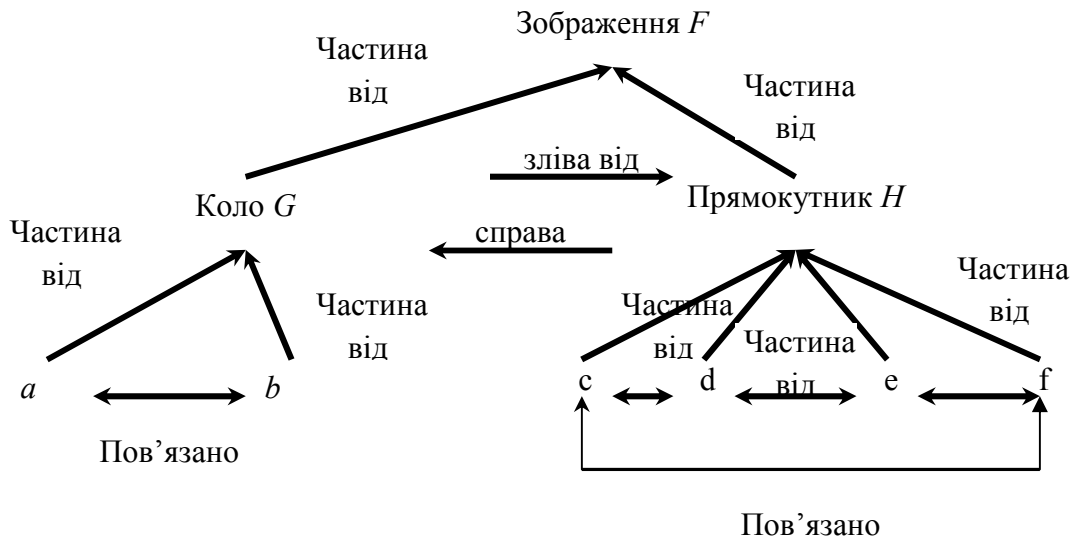 Зображення F
Частина
від
Частина
від
зліва від
Коло G
Прямокутник H
Частина
від
справа
Частина
від
Частина
від
Частина
від
Частина
від
a
b
c
d
e
f
Пов’язано
Пов’язано